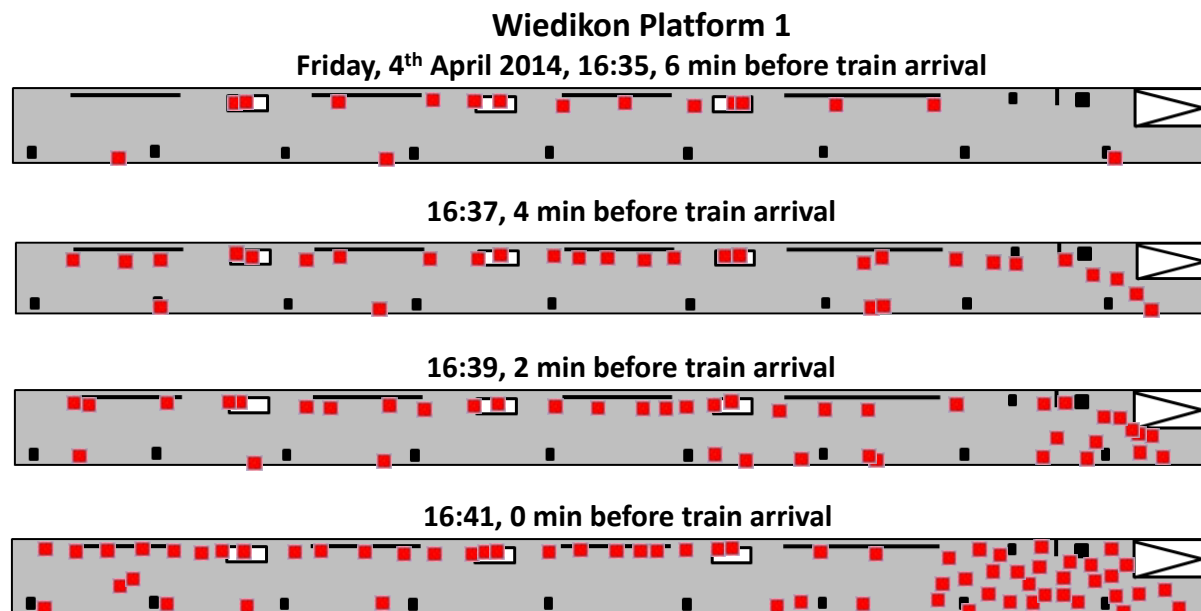 Wiedikon Platform 1
Friday, 4th April 2014, 16:35, 6 min before train arrival
16:37, 4 min before train arrival
16:39, 2 min before train arrival
16:41, 0 min before train arrival